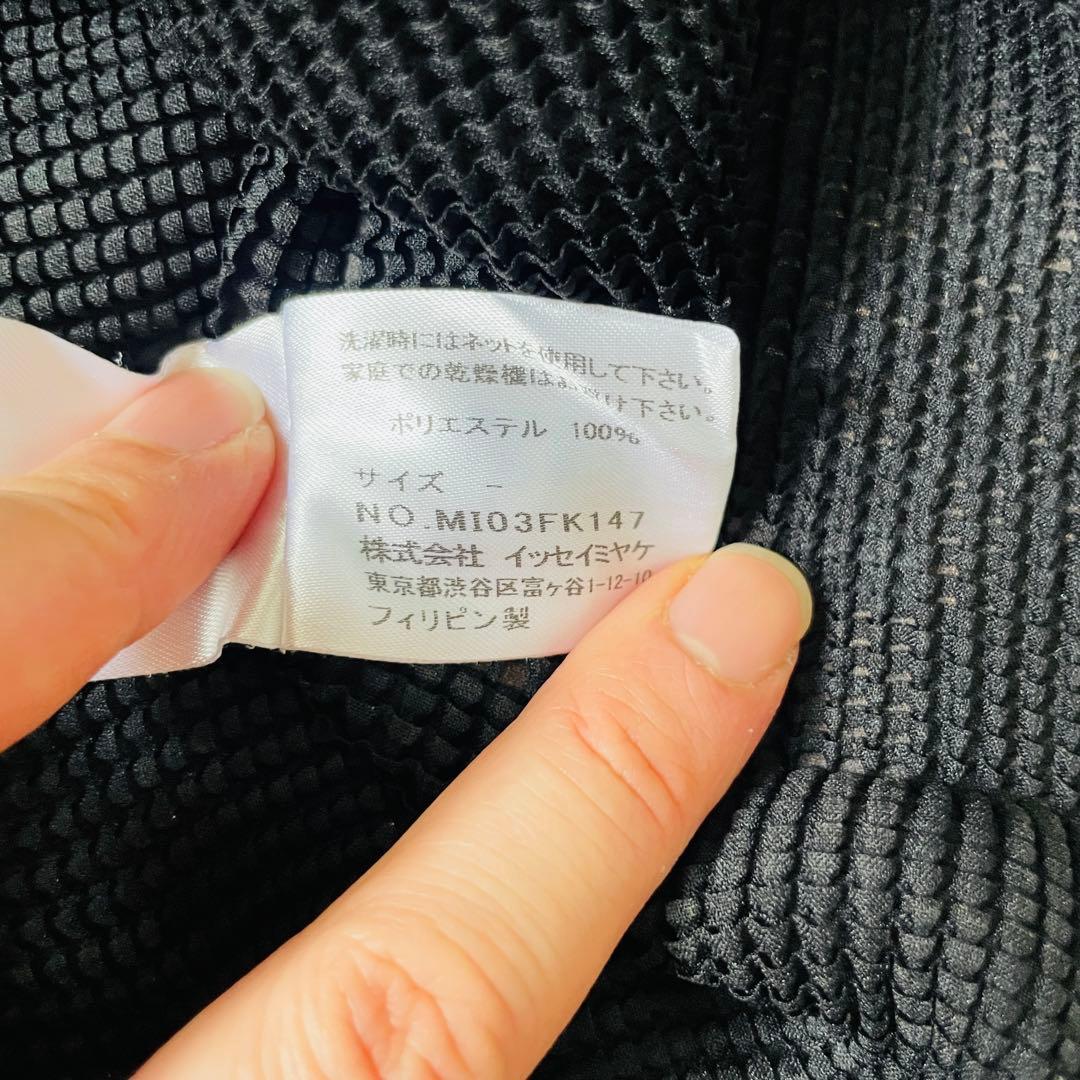 洗濯時にはネットを使用して下さい。
家庭での乾燥機はお避け下さい。
ポリエステル 100%
サイズ -
NO.MI03FK147
株式会社 イッセイミヤケ
東京都渋谷区富ヶ谷1-12-10
フィリピン製